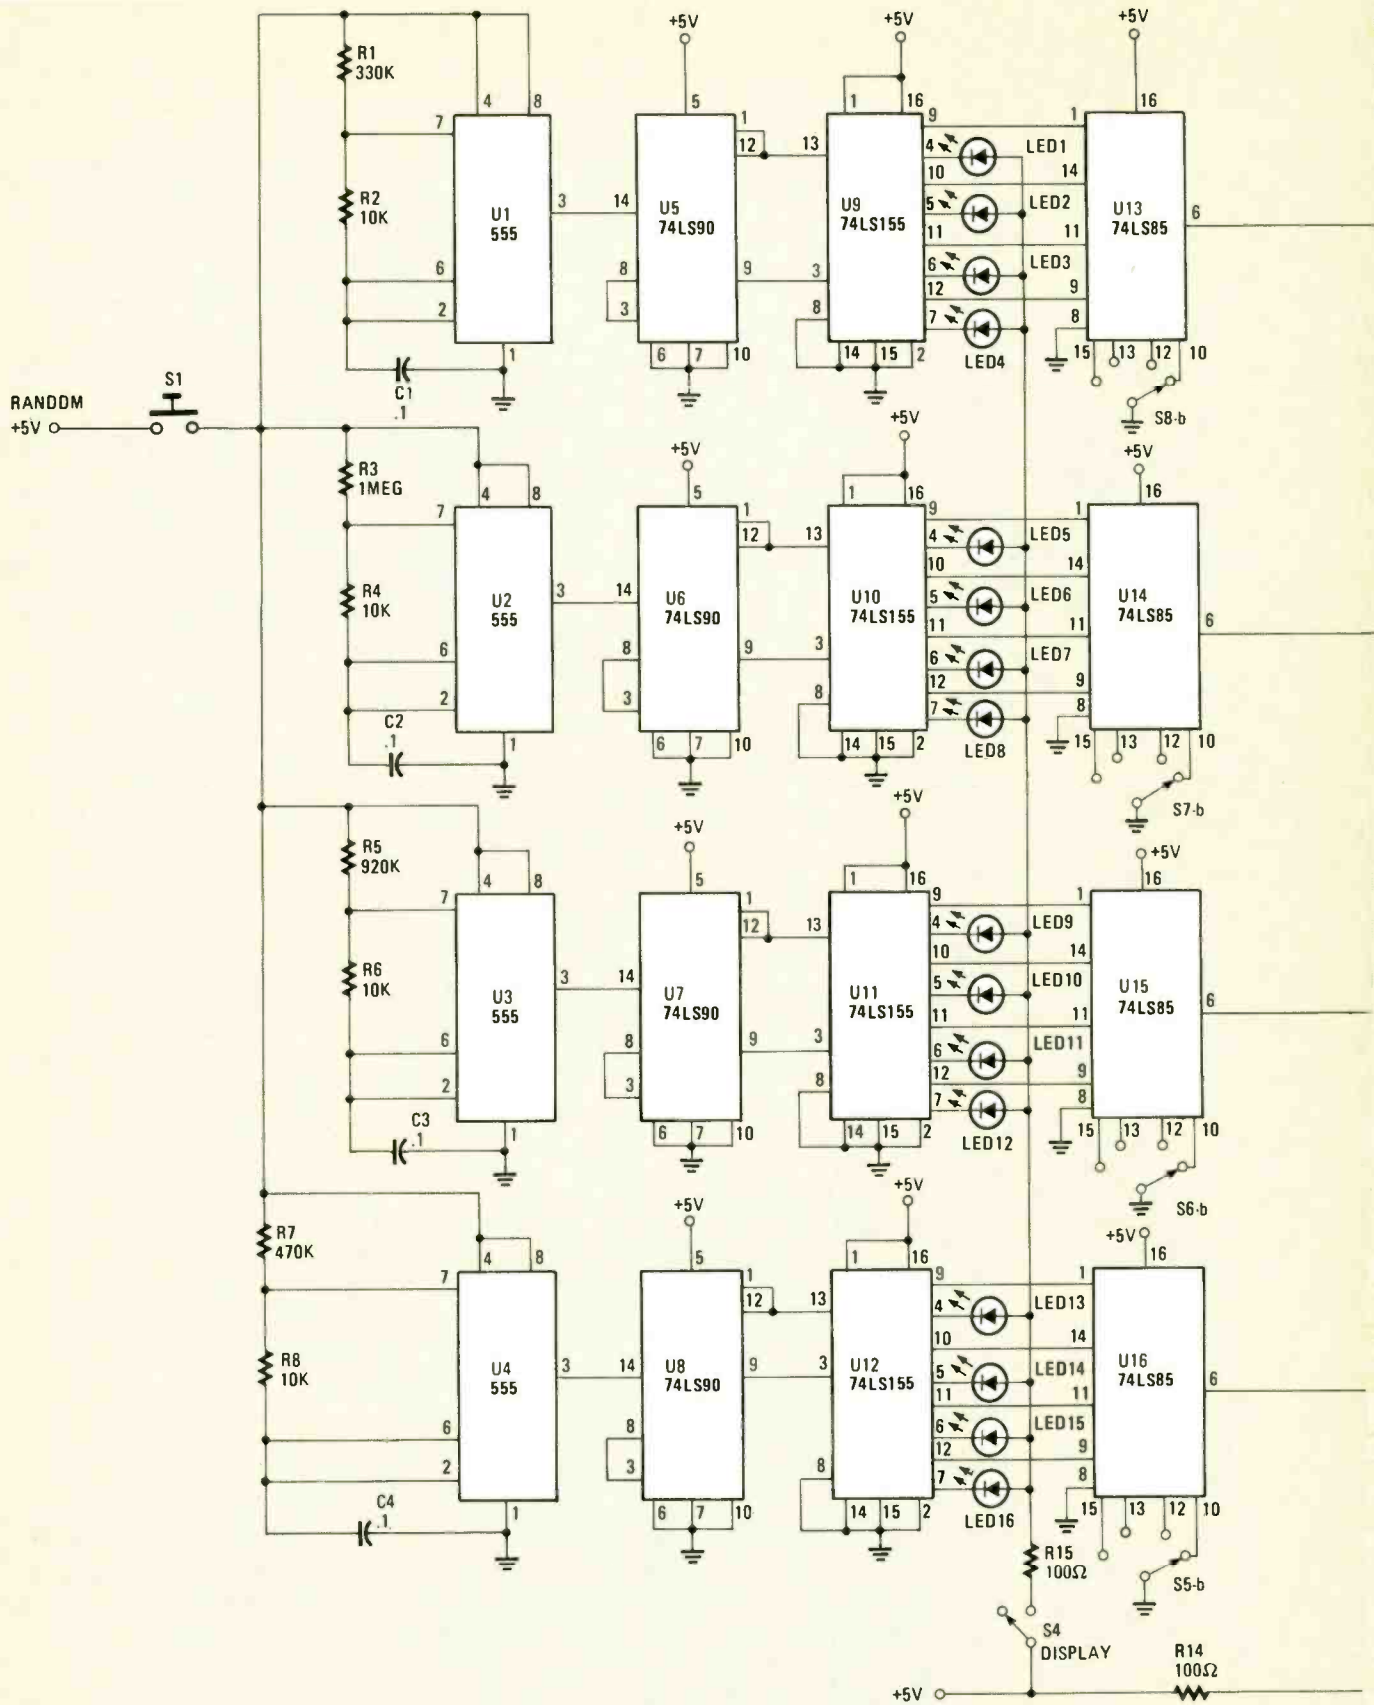 +5V
+5V
+5V
R1
330K
4 8 5 1 16 16
7 1 9 1
12 13 4 LED1
10 14
R2
10K
U1
555
3 14
U5
74LS90
U9
74LS155
5 LED2
U13
74LS85
6
11 11
6 8 9 3 6 LED3
12 9
2 3 8 7 8
LED4
1 6 7 10 14 15 2 15 13 12 10
C1
.1
S8-b
S1
RANDDM
+5V
+5V
+5V
+5V
R3
1MEG
4 8 5 1 16 16
7 1 9 1
12 13 4 LED5
10 14
R4
10K
U2
555
3 14
U6
74LS90
U10
74LS155
5 LED6
U14
74LS85
6
11 11
6 8 9 3 6 LED7
12 9
2 3 8 7 8
LED8
C2
.1
1 6 7 10 14 15 2 15 13 12 10
S7-b
+5V
+5V
+5V
R5
920K
4 8 5 1 16 16
7 1 9 1
12 13 4 LED9
10 14
R6
10K
U3
555
3 14
U7
74LS90
U11
74LS155
5 LED10
U15
74LS85
6
11 11
6 8 9 3 6 LED11
12 9
2 3 8 7 8
LED12
C3
.1
1 6 7 10 14 15 2 15 13 12 10
S6-b
+5V
+5V
+5V
R7
470K
4 8 5 1 16 16
7 1 9 1
12 13 4 LED13
10 14
R8
10K
U4
555
3 14
U8
74LS90
9 3
U12
74LS155
5 LED14
U16
74LS85
6
11 11
6 8 6 LED15
12 9
2 3 8 7 8
LED16
C4
.1
1 6 7 10 14 15 2 15 13 12 10
R15
100Ω
S5-b
S4
DISPLAY
R14
100Ω
+5V